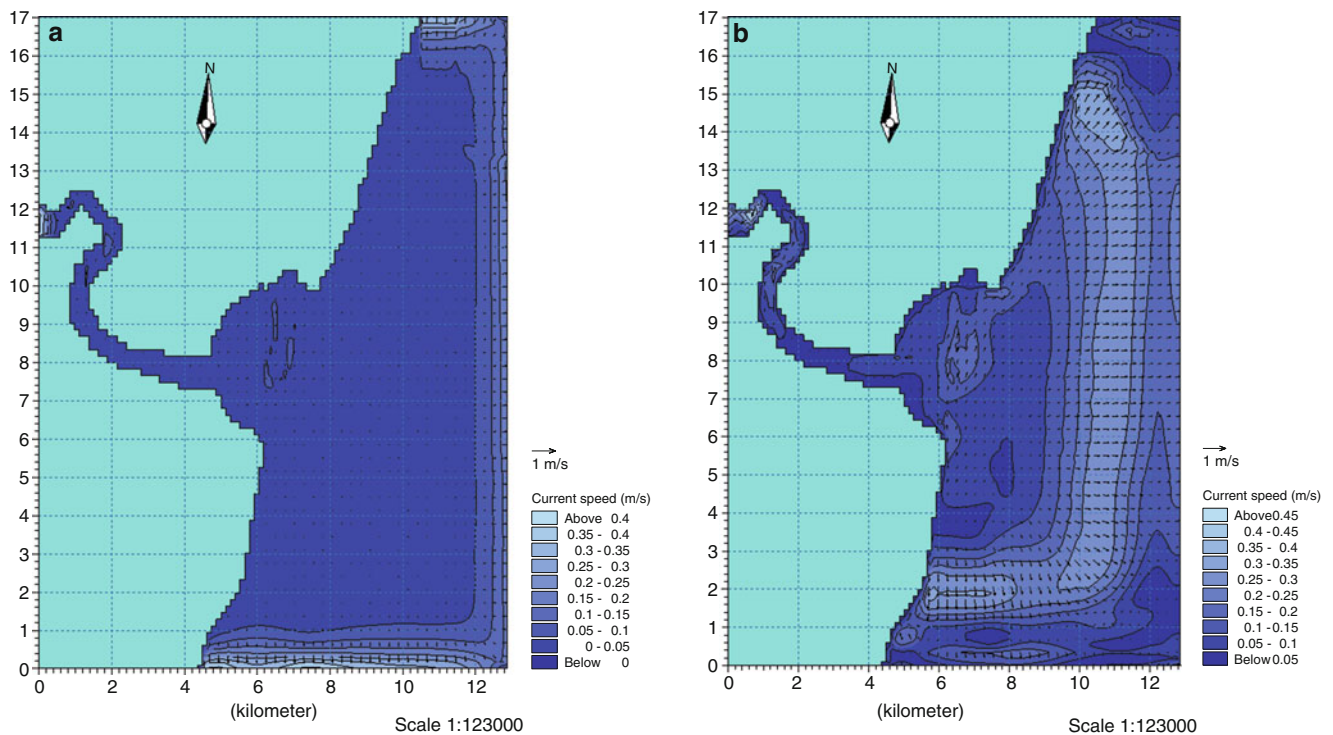 a
17
16
15
14
13
12
11
10
9
8
7
6
5
4
3
2
1
0
N
0 2 4 6 8 10 12
(kilometer)
Scale 1:123000
1 m/s
Current speed (m/s)
Above 0.4
0.35 - 0.4
0.3 - 0.35
0.25 - 0.3
0.2 - 0.25
0.15 - 0.2
0.1 - 0.15
0.05 - 0.1
0 - 0.05
Below 0
b
17
16
15
14
13
12
11
10
9
8
7
6
5
4
3
2
1
0
N
0 2 4 6 8 10 12
(kilometer)
Scale 1:123000
1 m/s
Current speed (m/s)
Above 0.45
0.4 - 0.45
0.35 - 0.4
0.3 - 0.35
0.25 - 0.3
0.2 - 0.25
0.15 - 0.2
0.1 - 0.15
0.05 - 0.1
Below 0.05